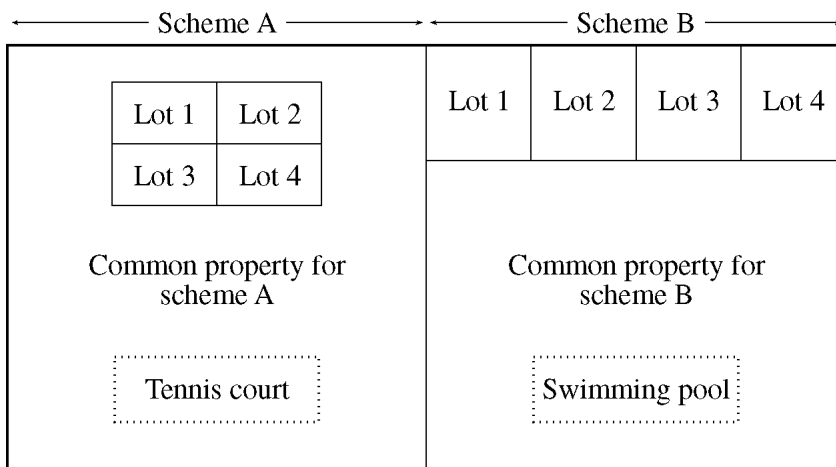 Scheme A
Scheme B
Lot 1
Lot 2
Lot 3
Lot 4
Lot 1
Lot 2
Lot 3
Lot 4
Common property for
scheme A
Common property for
scheme B
Tennis court
Swimming pool